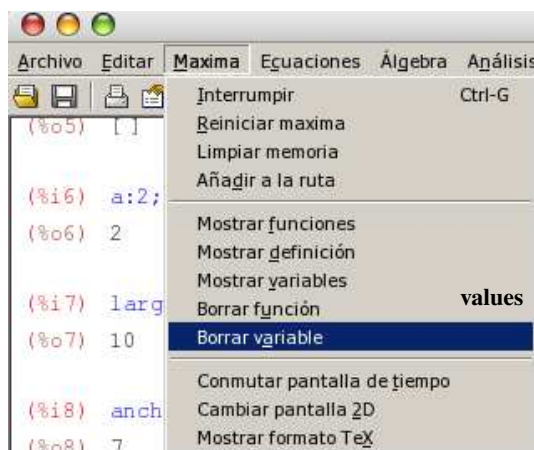 Archivo Editar Maxima Ecuaciones Álgebra Análisis
Interrumpir Ctrl-G
(%o5) [ ] Reiniciar maxima
Limpiar memoria
Añadir a la ruta
(%i6) a:2;
(%o6) 2 Mostrar funciones
Mostrar definición
Mostrar variables
(%i7) larg Borrar función values
(%o7) 10 Borrar variable
Conmutar pantalla de tiempo
(%i8) anch Cambiar pantalla 2D
(%o8) 7 Mostrar formato TeX